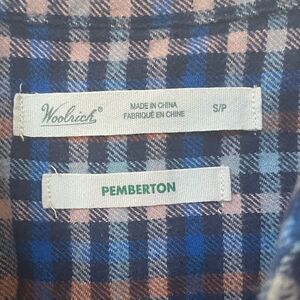 Woolrich®
MADE IN CHINA
FABRIQUÉ EN CHINE
S/P
PEMBERTON